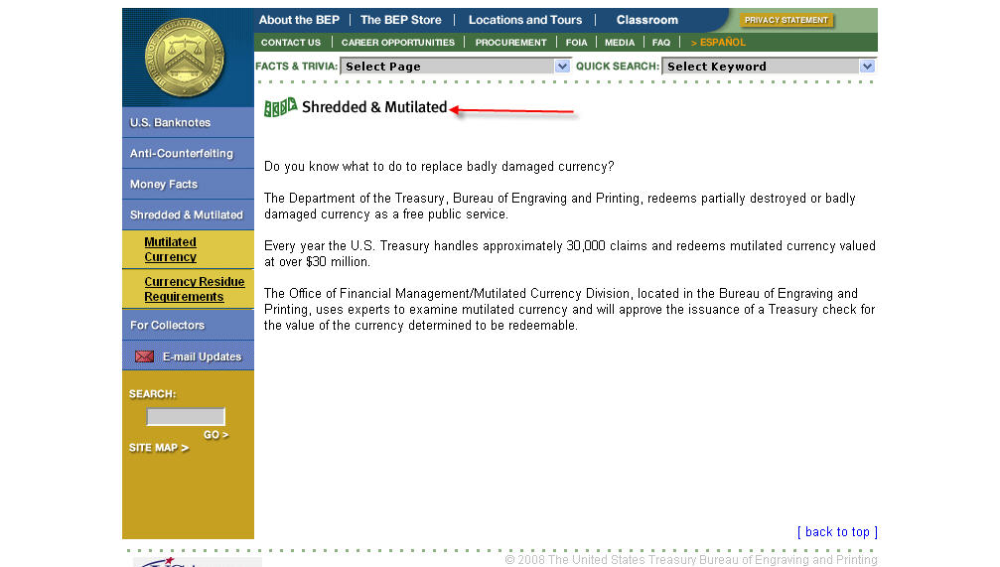 About the BEP | The BEP Store | Locations and Tours | Classroom
PRIVACY STATEMENT
CONTACT US | CAREER OPPORTUNITIES | PROCUREMENT | FOIA | MEDIA | FAQ | > ESPAÑOL
FACTS & TRIVIA: Select Page QUICK SEARCH: Select Keyword
BUREAU OF ENGRAVING AND PRINTING
U.S. Banknotes
Anti-Counterfeiting
Money Facts
Shredded & Mutilated
Mutilated
Currency
Currency Residue
Requirements
For Collectors
E-mail Updates
SEARCH:
GO >
SITE MAP >
Shredded & Mutilated
Do you know what to do to replace badly damaged currency?
The Department of the Treasury, Bureau of Engraving and Printing, redeems partially destroyed or badly
damaged currency as a free public service.
Every year the U.S. Treasury handles approximately 30,000 claims and redeems mutilated currency valued
at over $30 million.
The Office of Financial Management/Mutilated Currency Division, located in the Bureau of Engraving and
Printing, uses experts to examine mutilated currency and will approve the issuance of a Treasury check for
the value of the currency determined to be redeemable.
[ back to top ]
© 2008 The United States Treasury Bureau of Engraving and Printing